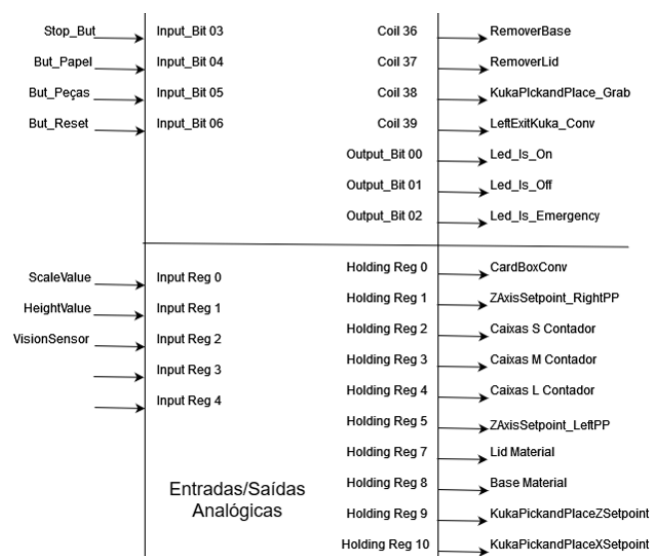 Stop_But Input_Bit 03 Coil 36 RemoverBase
But_Papel Input_Bit 04 Coil 37 RemoverLid
But_Peças Input_Bit 05 Coil 38 KukaPIckandPlace_Grab
But_Reset Input_Bit 06 Coil 39 LeftExitKuka_Conv
Output_Bit 00 Led_Is_On
Output_Bit 01 Led_Is_Off
Output_Bit 02 Led_Is_Emergency
ScaleValue Input Reg 0 Holding Reg 0 CardBoxConv
HeightValue Input Reg 1 Holding Reg 1 ZAxisSetpoint_RightPP
VisionSensor Input Reg 2 Holding Reg 2 Caixas S Contador
Input Reg 3 Holding Reg 3 Caixas M Contador
Input Reg 4 Holding Reg 4 Caixas L Contador
Holding Reg 5 ZAxisSetpoint_LeftPP
Holding Reg 7 Lid Material
Entradas/Saídas Holding Reg 8 Base Material
Analógicas Holding Reg 9 KukaPickandPlaceZSetpoint
Holding Reg 10 KukaPickandPlaceXSetpoint